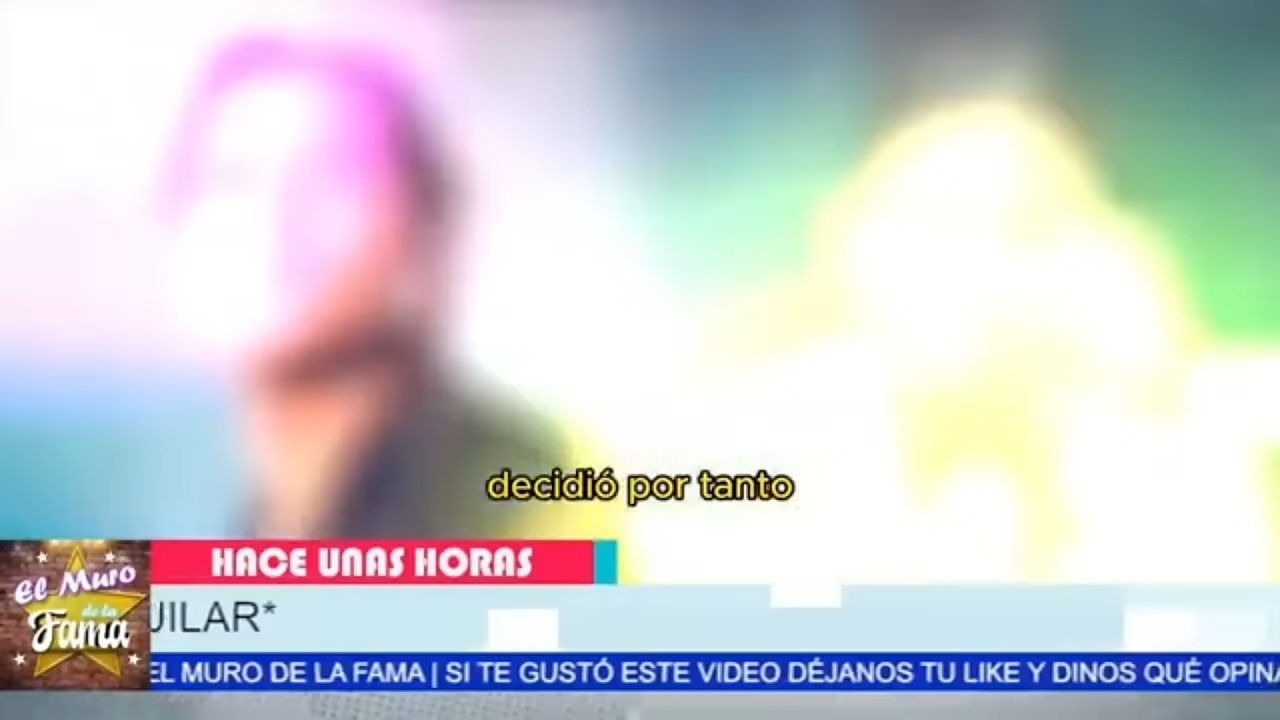 decidió por tanto
HACE UNAS HORAS
El Muro
de la
Fama
UILAR*
EL MURO DE LA FAMA | SI TE GUSTÓ ESTE VIDEO DÉJANOS TU LIKE Y DINOS QUÉ OPINA